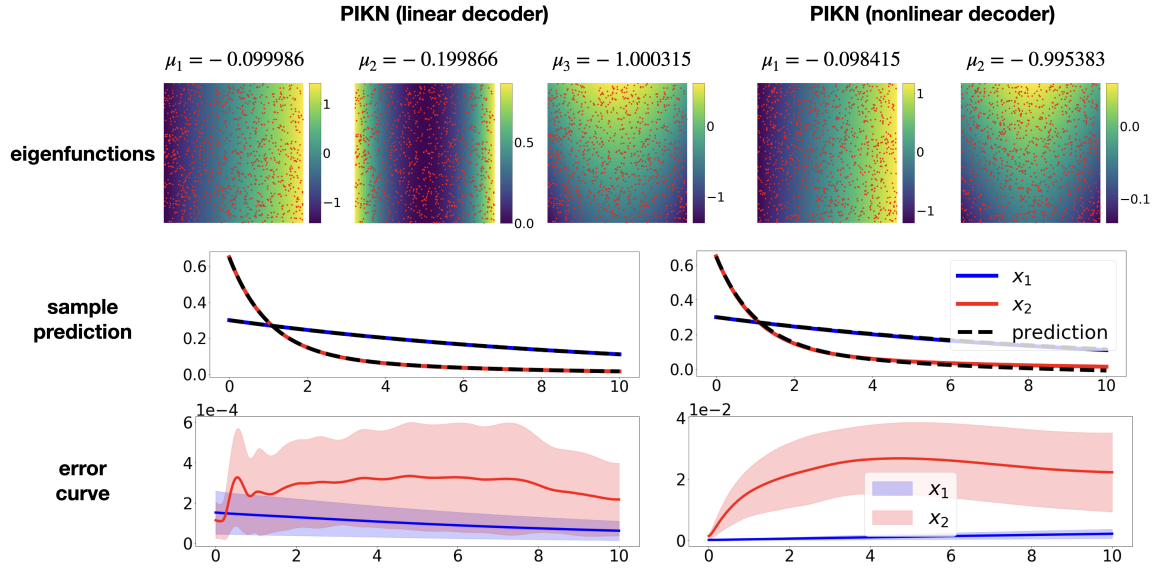 PIKN (linear decoder) PIKN (nonlinear decoder)
μ₁ = − 0.099986 μ₂ = − 0.199866 μ₃ = − 1.000315 μ₁ = − 0.098415 μ₂ = − 0.995383
eigenfunctions
1
0
−1
0.5
0.0
0
−1
1
0
−1
0.0
−0.1
sample
prediction
0.6
0.4
0.2
0.0
0 2 4 6 8 10
0.6
0.4
0.2
0.0
0 2 4 6 8 10
x₁
x₂
prediction
error
curve
1e−4
6
4
2
0
0 2 4 6 8 10
1e−2
4
2
0
0 2 4 6 8 10
x₁
x₂